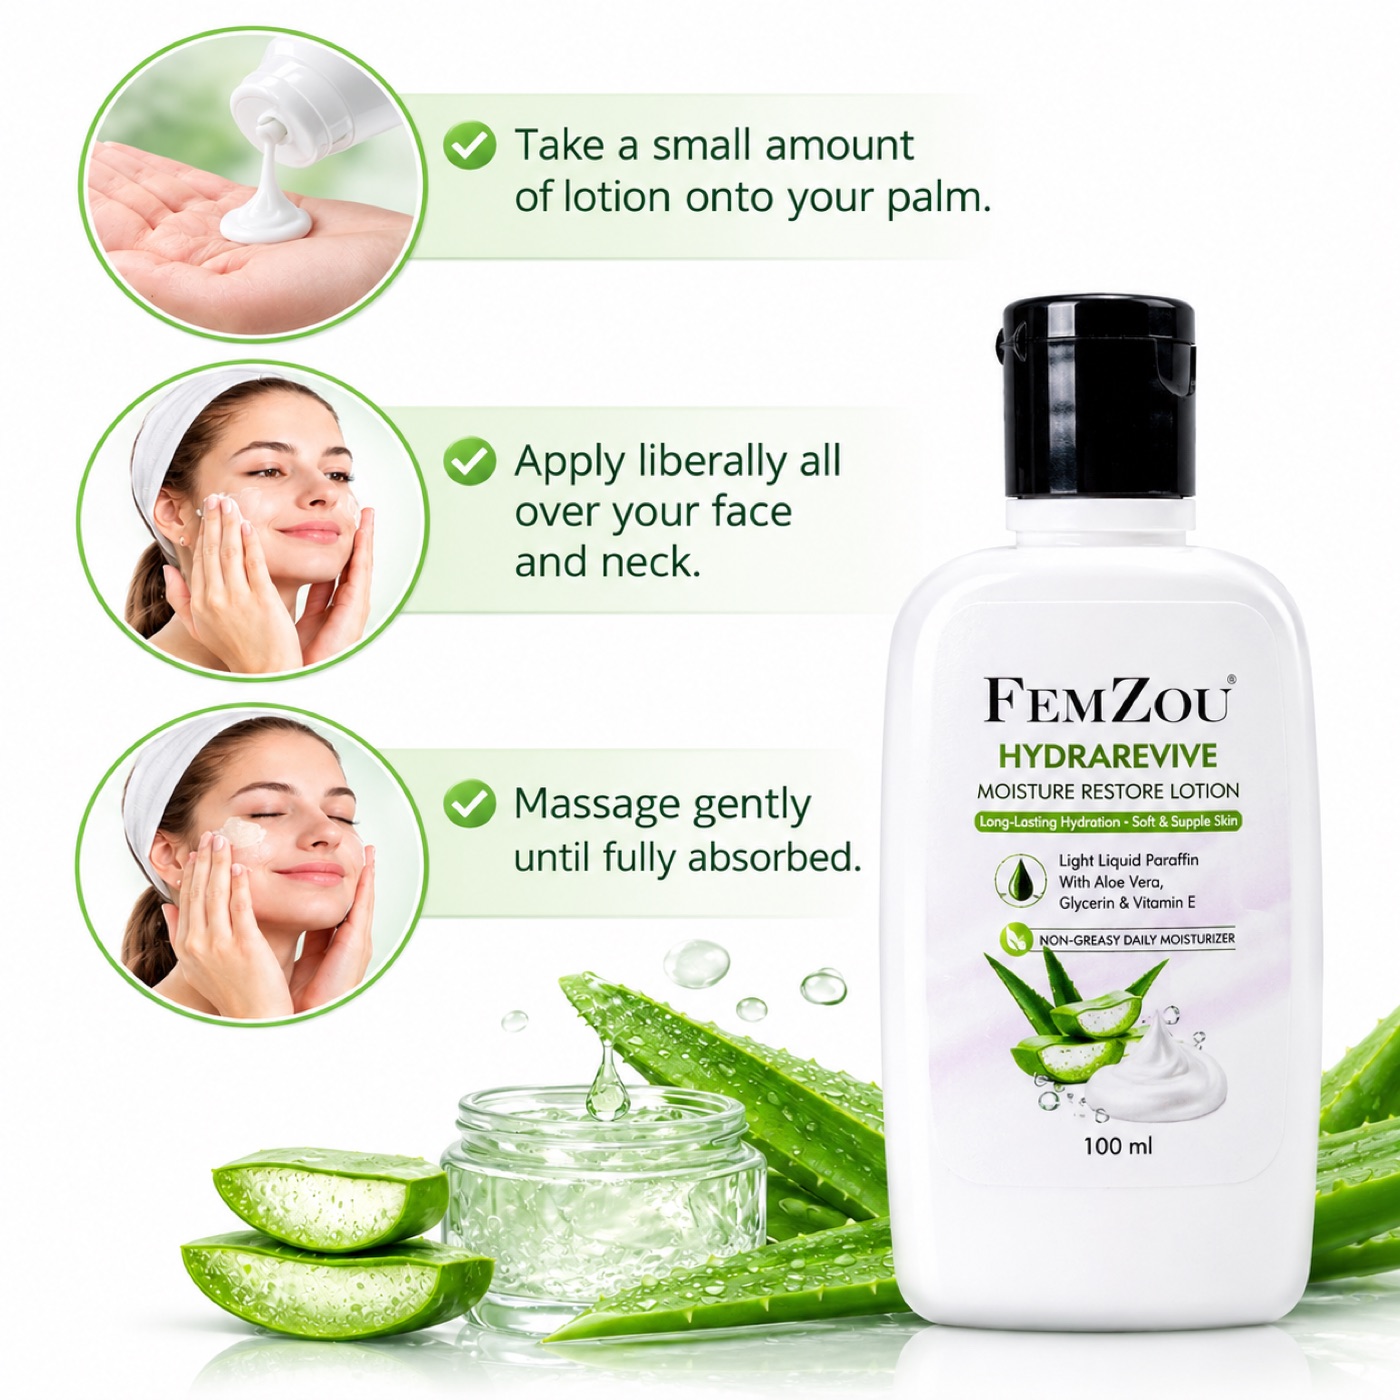 Take a small amount
of lotion onto your palm.
Apply liberally all
over your face
and neck.
Massage gently
until fully absorbed.
FEMZOU®
HYDRAREVIVE
MOISTURE RESTORE LOTION
Long-Lasting Hydration - Soft & Supple Skin
Light Liquid Paraffin
With Aloe Vera,
Glycerin & Vitamin E
NON-GREASY DAILY MOISTURIZER
100 ml